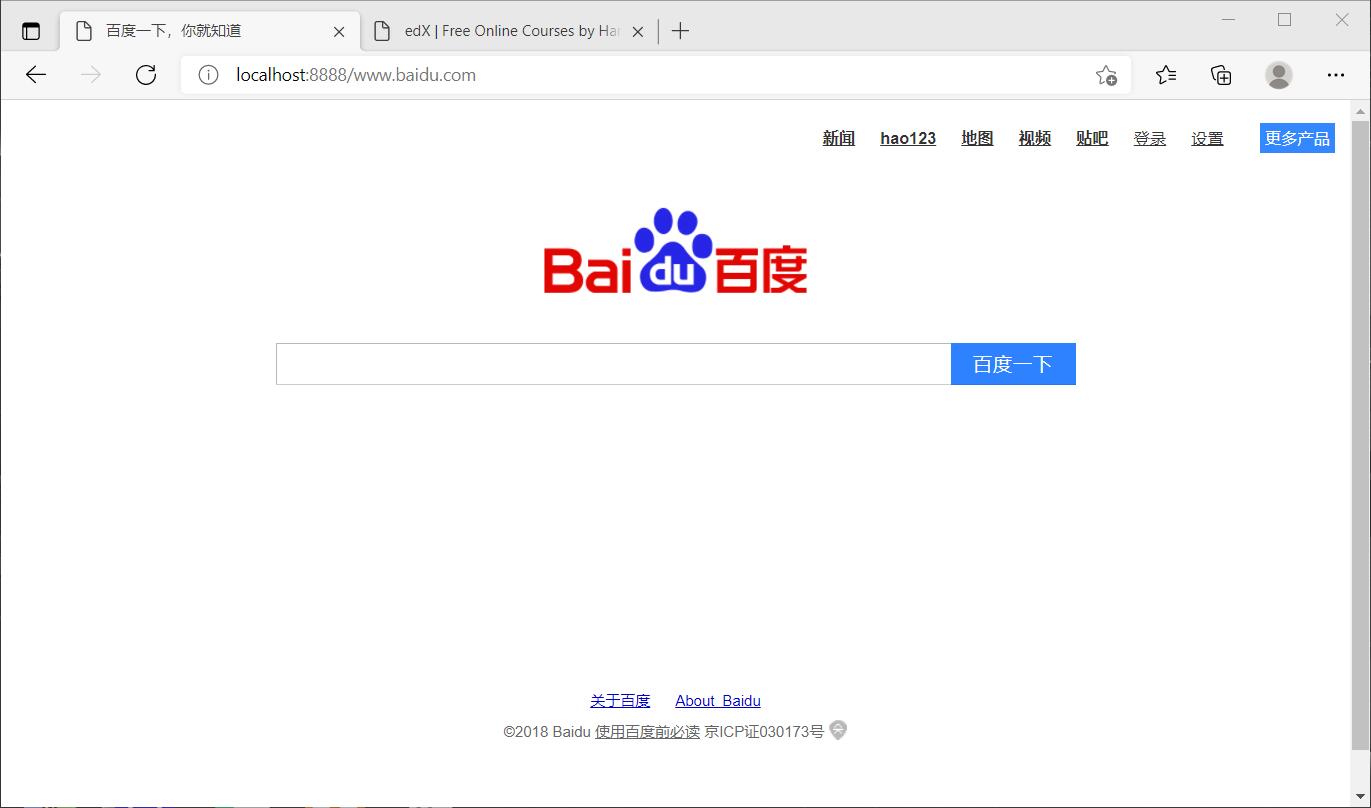 百度一下，你就知道
edX | Free Online Courses by Har
localhost:8888/www.baidu.com
新闻 hao123 地图 视频 贴吧 登录 设置 更多产品
Bai du 百度
百度一下
关于百度 About Baidu
©2018 Baidu 使用百度前必读 京ICP证030173号